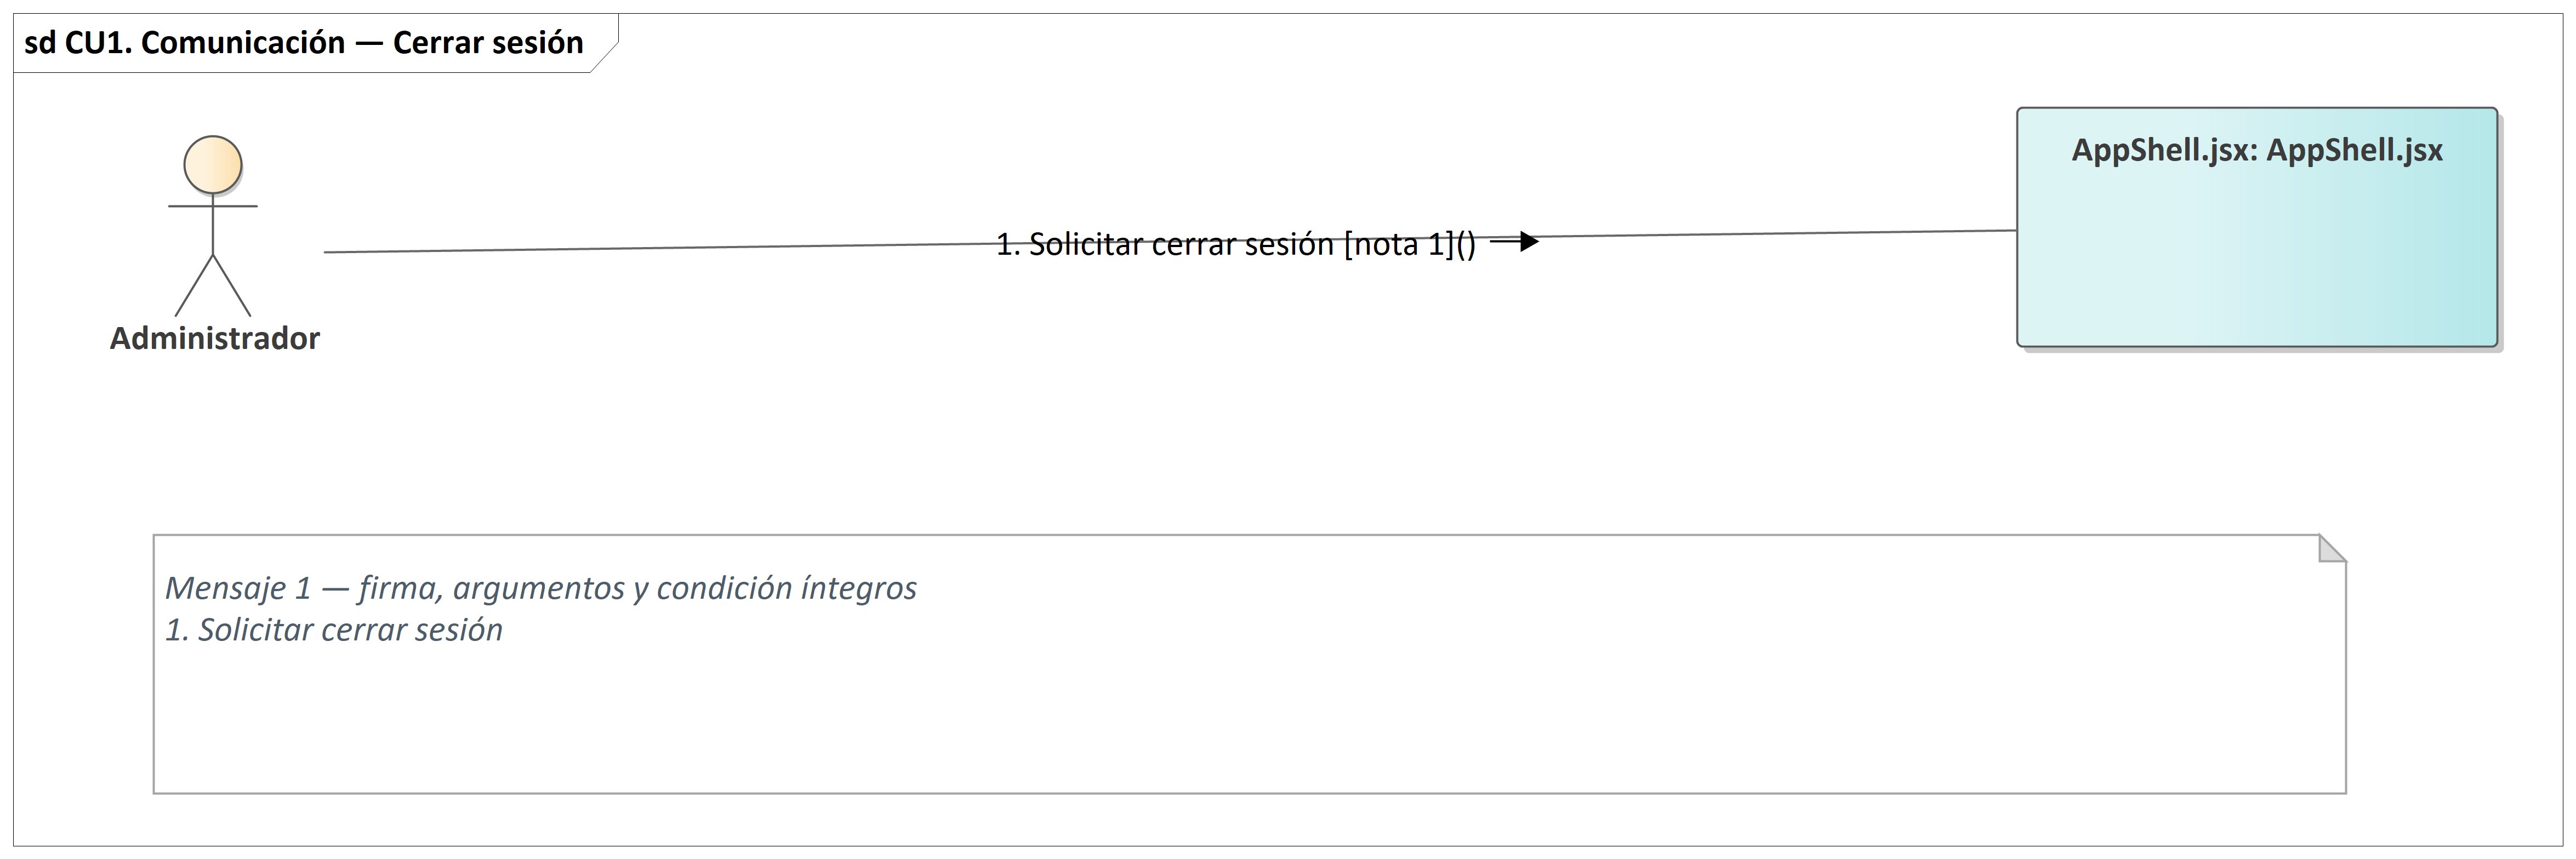 sd CU1. Comunicación — Cerrar sesión
AppShell.jsx: AppShell.jsx
1. Solicitar cerrar sesión [nota 1]()
Administrador
Mensaje 1 — firma, argumentos y condición íntegros
1. Solicitar cerrar sesión